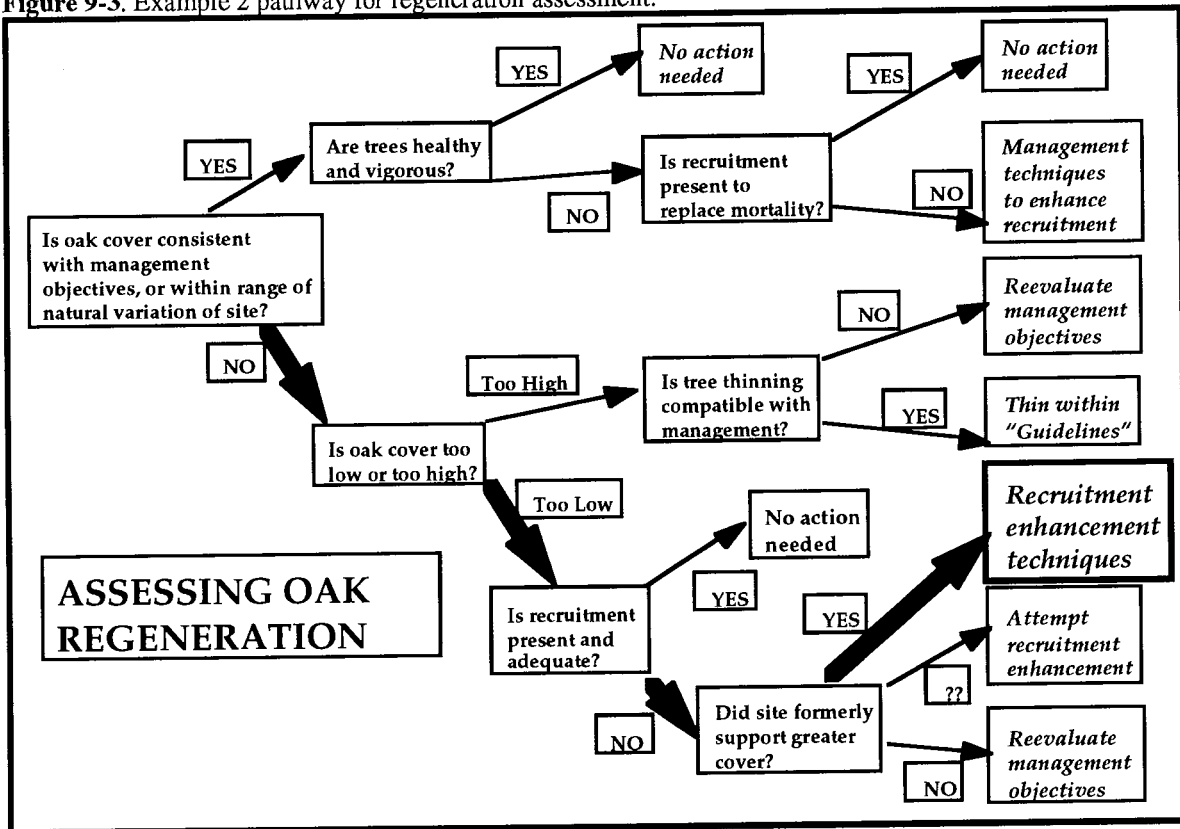 Figure 9-3. Example 2 pathway for regeneration assessment.
No action
needed
YES
No action
needed
YES
Are trees healthy
and vigorous?
YES
Is recruitment
present to
replace mortality?
NO
Management
techniques
to enhance
recruitment
NO
Is oak cover consistent
with management
objectives, or within range of
natural variation of site?
NO
Reevaluate
management
objectives
NO
Too High
Is tree thinning
compatible with
management?
YES
Thin within
"Guidelines"
Is oak cover too
low or too high?
Too Low
No action
needed
YES
Recruitment
enhancement
techniques
ASSESSING OAK
REGENERATION
Is recruitment
present and
adequate?
YES
Attempt
recruitment
enhancement
??
NO
Did site formerly
support greater
cover?
NO
Reevaluate
management
objectives